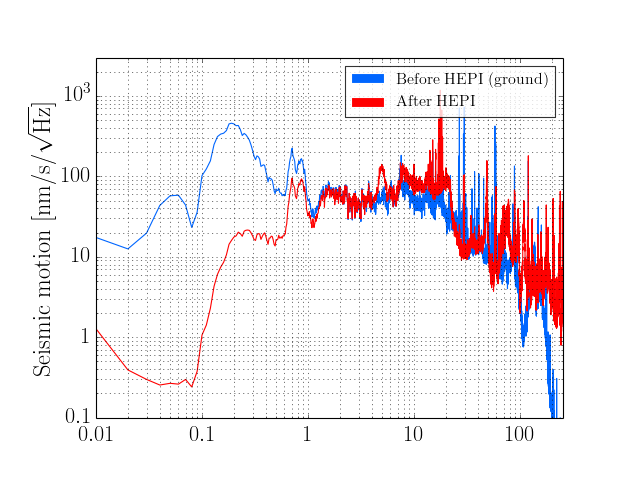 Before HEPI (ground)
After HEPI
Seismic motion [nm/s/√Hz]
10³
100
10
1
0.1
0.01 0.1 1 10 100